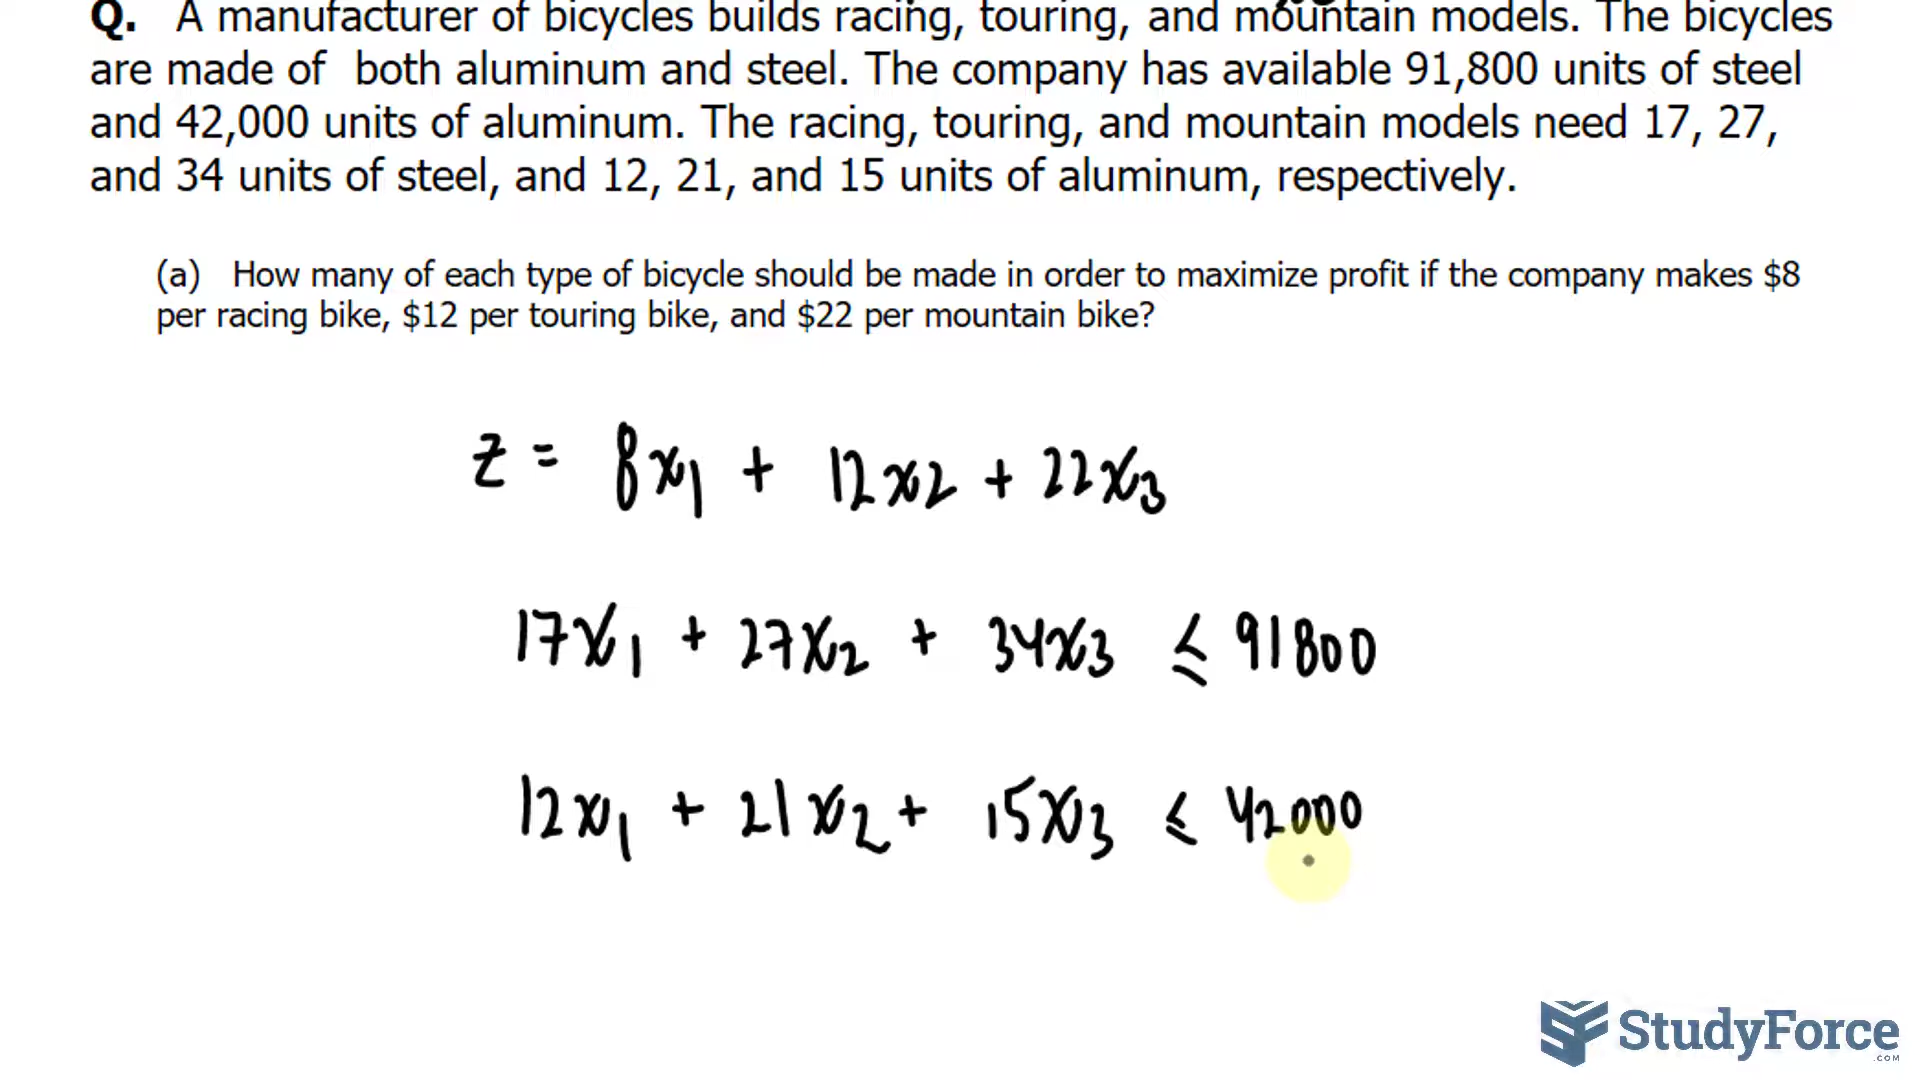 Q. A manufacturer of bicycles builds racing, touring, and mountain models. The bicycles
are made of both aluminum and steel. The company has available 91,800 units of steel
and 42,000 units of aluminum. The racing, touring, and mountain models need 17, 27,
and 34 units of steel, and 12, 21, and 15 units of aluminum, respectively.
(a) How many of each type of bicycle should be made in order to maximize profit if the company makes $8
per racing bike, $12 per touring bike, and $22 per mountain bike?
z = 8x₁ + 12x₂ + 22x₃
17x₁ + 27x₂ + 34x₃ ≤ 91800
12x₁ + 21x₂ + 15x₃ ≤ 42000
StudyForce
.COM